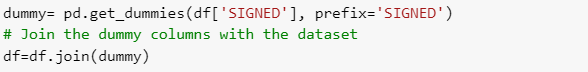 dummy= pd.get_dummies(df['SIGNED'], prefix='SIGNED')
# Join the dummy columns with the dataset
df=df.join(dummy)